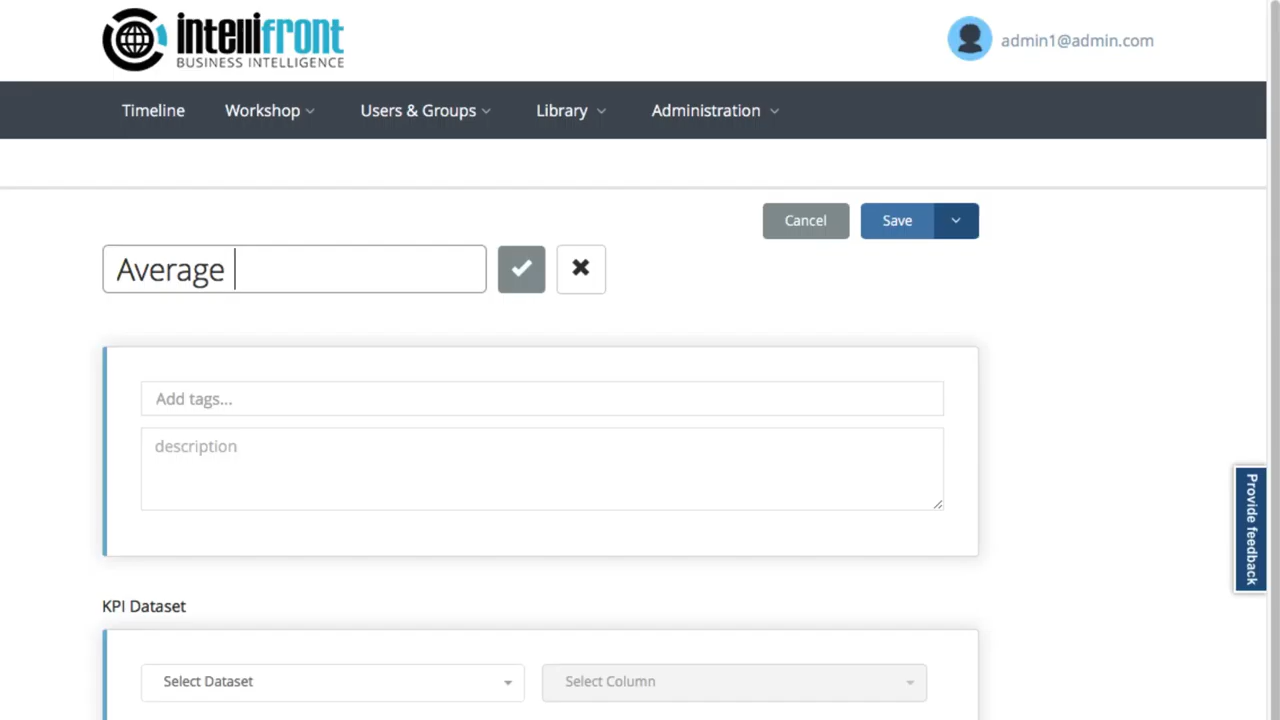 intellifront
BUSINESS INTELLIGENCE
admin1@admin.com
Timeline Workshop Users & Groups Library Administration
Cancel Save
Average
Add tags...
description
Provide feedback
KPI Dataset
Select Dataset Select Column